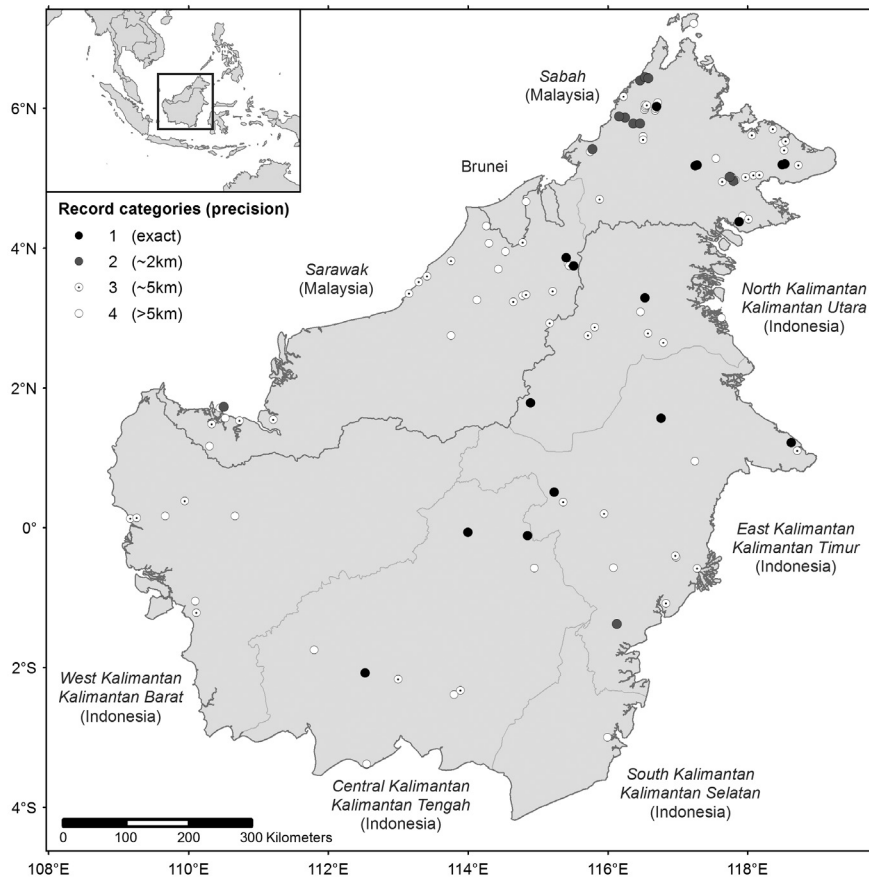 6°N
4°N
2°N
0°
2°S
4°S
Sabah
(Malaysia)
Brunei
Record categories (precision)
1 (exact)
2 (~2km)
3 (~5km)
4 (>5km)
Sarawak
(Malaysia)
North Kalimantan
Kalimantan Utara
(Indonesia)
East Kalimantan
Kalimantan Timur
(Indonesia)
West Kalimantan
Kalimantan Barat
(Indonesia)
Central Kalimantan
Kalimantan Tengah
(Indonesia)
South Kalimantan
Kalimantan Selatan
(Indonesia)
0 100 200 300 Kilometers
108°E 110°E 112°E 114°E 116°E 118°E